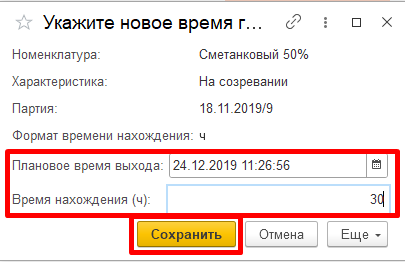 Укажите новое время г...
Номенклатура: Сметанковый 50%
Характеристика: На созревании
Партия: 18.11.2019/9
Формат времени нахождения: ч
Плановое время выхода: 24.12.2019 11:26:56
Время нахождения (ч): 30
Сохранить Отмена Еще